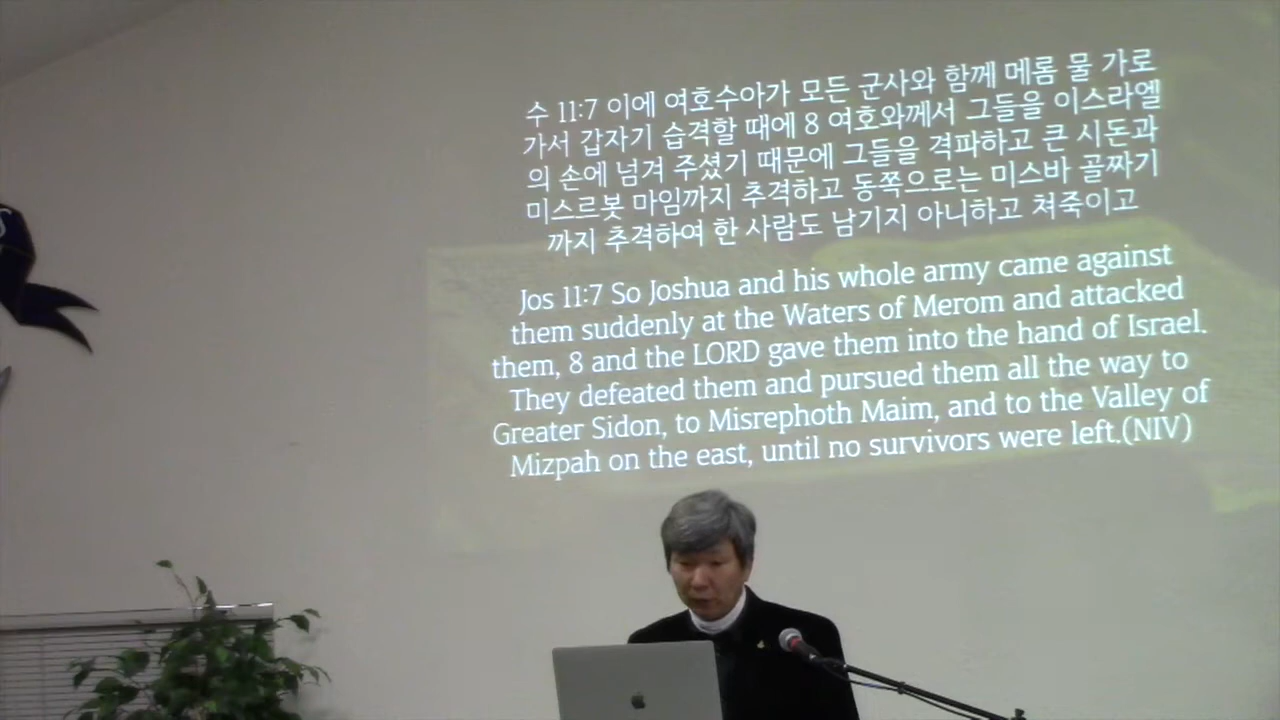 수 11:7 이에 여호수아가 모든 군사와 함께 메롬 물 가로
가서 갑자기 습격할 때에 8 여호와께서 그들을 이스라엘
의 손에 넘겨 주셨기 때문에 그들을 격파하고 큰 시돈과
미스르봇 마임까지 추격하고 동쪽으로는 미스바 골짜기
까지 추격하여 한 사람도 남기지 아니하고 쳐죽이고
Jos 11:7 So Joshua and his whole army came against
them suddenly at the Waters of Merom and attacked
them, 8 and the LORD gave them into the hand of Israel.
They defeated them and pursued them all the way to
Greater Sidon, to Misrephoth Maim, and to the Valley of
Mizpah on the east, until no survivors were left.(NIV)